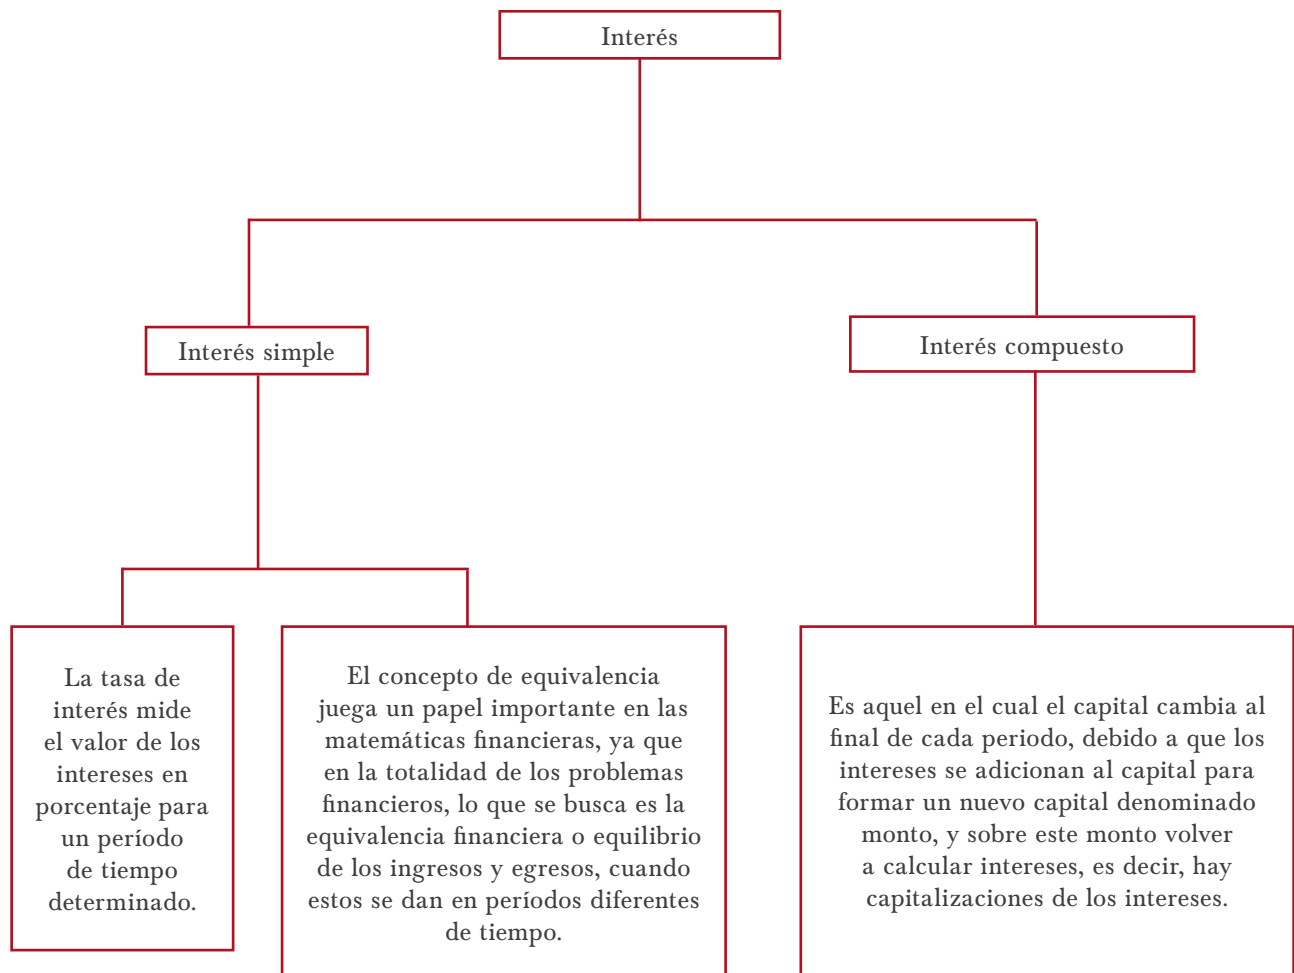 Interés
Interés simple
Interés compuesto
La tasa de
interés mide
el valor de los
intereses en
porcentaje para
un período
de tiempo
determinado.
El concepto de equivalencia
juega un papel importante en las
matemáticas financieras, ya que
en la totalidad de los problemas
financieros, lo que se busca es la
equivalencia financiera o equilibrio
de los ingresos y egresos, cuando
estos se dan en períodos diferentes
de tiempo.
Es aquel en el cual el capital cambia al
final de cada periodo, debido a que los
intereses se adicionan al capital para
formar un nuevo capital denominado
monto, y sobre este monto volver
a calcular intereses, es decir, hay
capitalizaciones de los intereses.